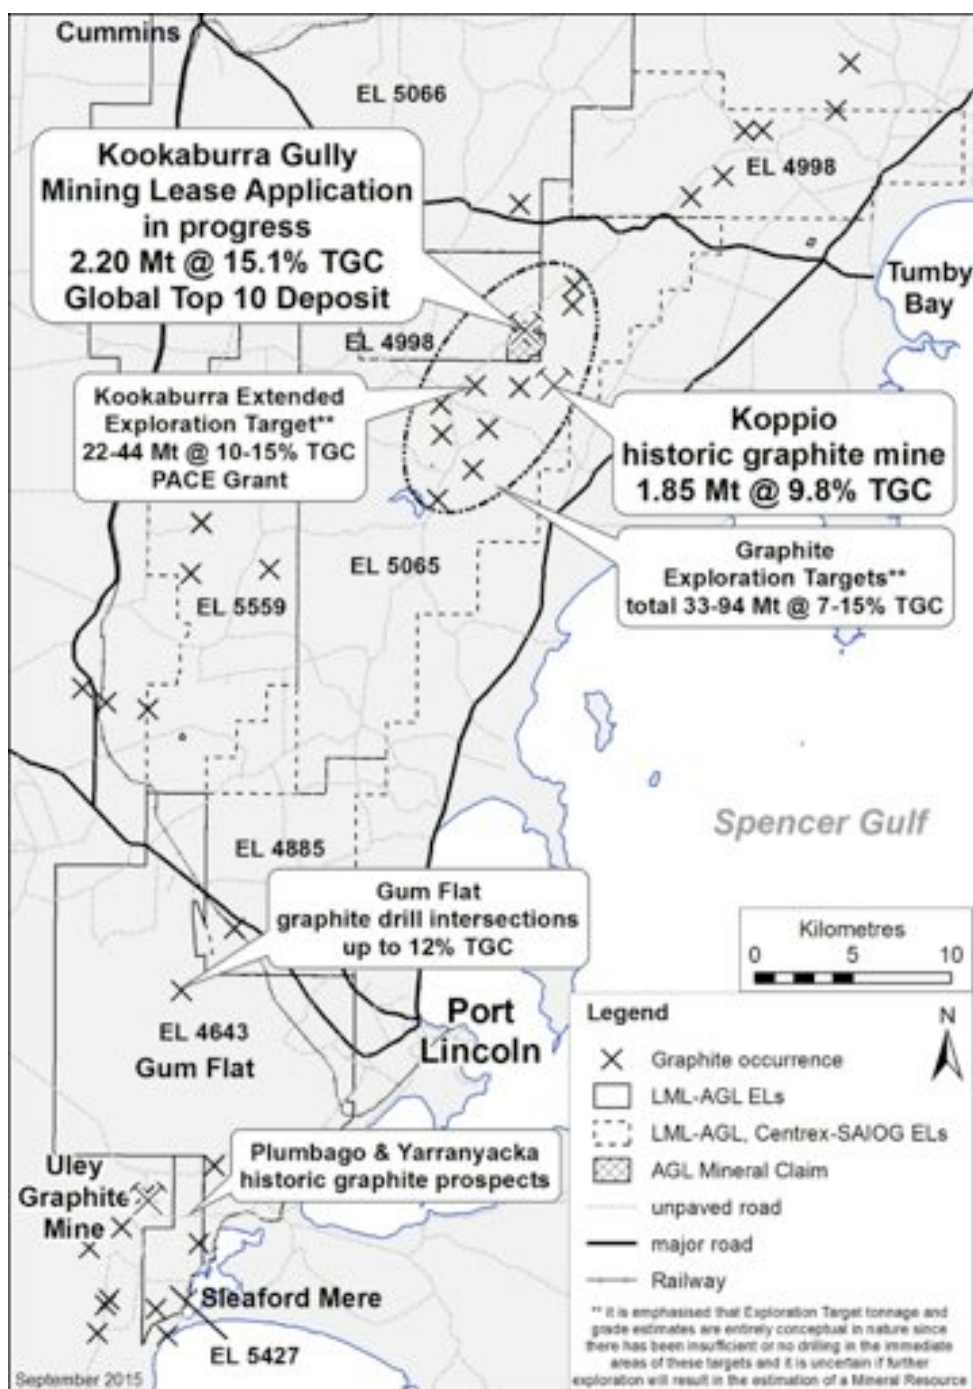 Cummins
EL 5066
EL 4998
Kookaburra Gully
Mining Lease Application
in progress
2.20 Mt @ 15.1% TGC
Global Top 10 Deposit
Tumby
Bay
EL 4998
Kookaburra Extended
Exploration Target**
22-44 Mt @ 10-15% TGC
PACE Grant
Koppio
historic graphite mine
1.85 Mt @ 9.8% TGC
Graphite
Exploration Targets**
total 33-94 Mt @ 7-15% TGC
EL 5065
EL 5559
Spencer Gulf
EL 4885
Gum Flat
graphite drill intersections
up to 12% TGC
EL 4643
Gum Flat
Port
Lincoln
Plumbago & Yarranyacka
historic graphite prospects
Uley
Graphite
Mine
Sleaford Mere
EL 5427
September 2015
Kilometres
0 5 10
Legend
N
Graphite occurrence
LML-AGL ELs
LML-AGL, Centrex-SAIOG ELs
AGL Mineral Claim
unpaved road
major road
Railway
** it is emphasised that Exploration Target tonnage and
grade estimates are entirely conceptual in nature since
there has been insufficient or no drilling in the immediate
areas of these targets and it is uncertain if further
exploration will result in the estimation of a Mineral Resource